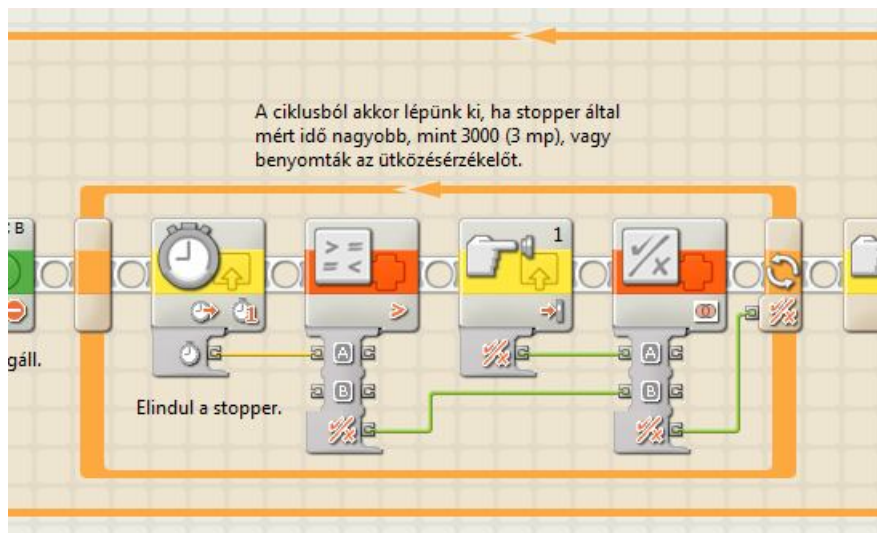 A ciklusból akkor lépünk ki, ha stopper által
mért idő nagyobb, mint 3000 (3 mp), vagy
benyomták az ütközésérzékelőt.
B
1
> =
= <
>
1
gáll.
A
A
B
B
Elindul a stopper.